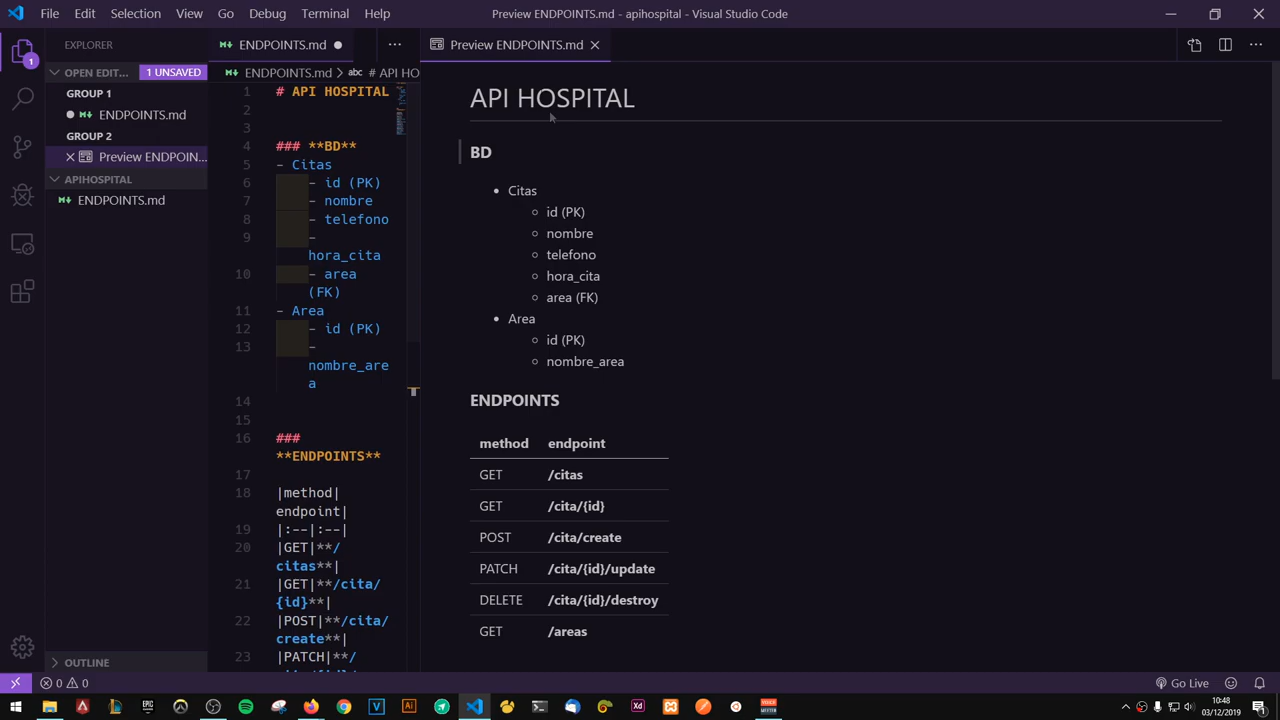 File Edit Selection View Go Debug Terminal Help
Preview ENDPOINTS.md - apihospital - Visual Studio Code
EXPLORER
OPEN EDIT... 1 UNSAVED
GROUP 1
ENDPOINTS.md
GROUP 2
Preview ENDPOIN...
APIHOSPITAL
ENDPOINTS.md
OUTLINE
1
ENDPOINTS.md
ENDPOINTS.md > abc # API HO
1 # API HOSPITAL
2
3
4 ### **BD**
5 - Citas
6 - id (PK)
7 - nombre
8 - telefono
9 -
hora_cita
10 - area
(FK)
11 - Area
12 - id (PK)
13 -
nombre_are
a
14
15
16 ###
**ENDPOINTS**
17
18 |method|
endpoint|
19 |:--|:--|
20 |GET|**/
citas**|
21 |GET|**/cita/
{id}**|
22 |POST|**/cita/
create**|
23 |PATCH|**/
Preview ENDPOINTS.md
API HOSPITAL
BD
• Citas
◦ id (PK)
◦ nombre
◦ telefono
◦ hora_cita
◦ area (FK)
• Area
◦ id (PK)
◦ nombre_area
ENDPOINTS
method endpoint
GET /citas
GET /cita/{id}
POST /cita/create
PATCH /cita/{id}/update
DELETE /cita/{id}/destroy
GET /areas
0 0
Go Live
EPIC
V
Ai
Xd
10:48
03/12/2019